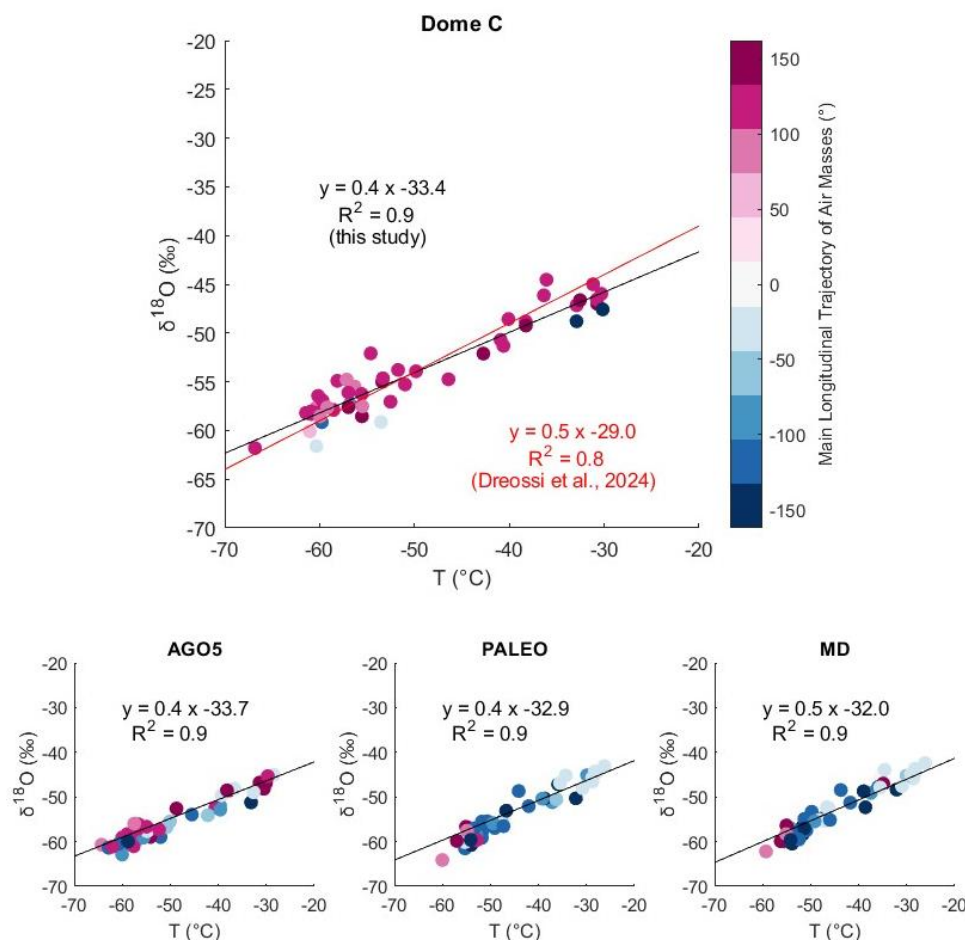 Dome C
-20
-25
-30
-35
-40
-45
-50
-55
-60
-65
-70
δ18O (‰)
y = 0.4 x -33.4
R2 = 0.9
(this study)
y = 0.5 x -29.0
R2 = 0.8
(Dreossi et al., 2024)
-70 -60 -50 -40 -30 -20
T (°C)
150
100
50
0
-50
-100
-150
Main Longitudinal Trajectory of Air Masses (°)
AGO5
-20
-30
-40
-50
-60
-70
δ18O (‰)
y = 0.4 x -33.7
R2 = 0.9
-70 -60 -50 -40 -30 -20
T (°C)
PALEO
-20
-30
-40
-50
-60
-70
δ18O (‰)
y = 0.4 x -32.9
R2 = 0.9
-70 -60 -50 -40 -30 -20
T (°C)
MD
-20
-30
-40
-50
-60
-70
δ18O (‰)
y = 0.5 x -32.0
R2 = 0.9
-70 -60 -50 -40 -30 -20
T (°C)